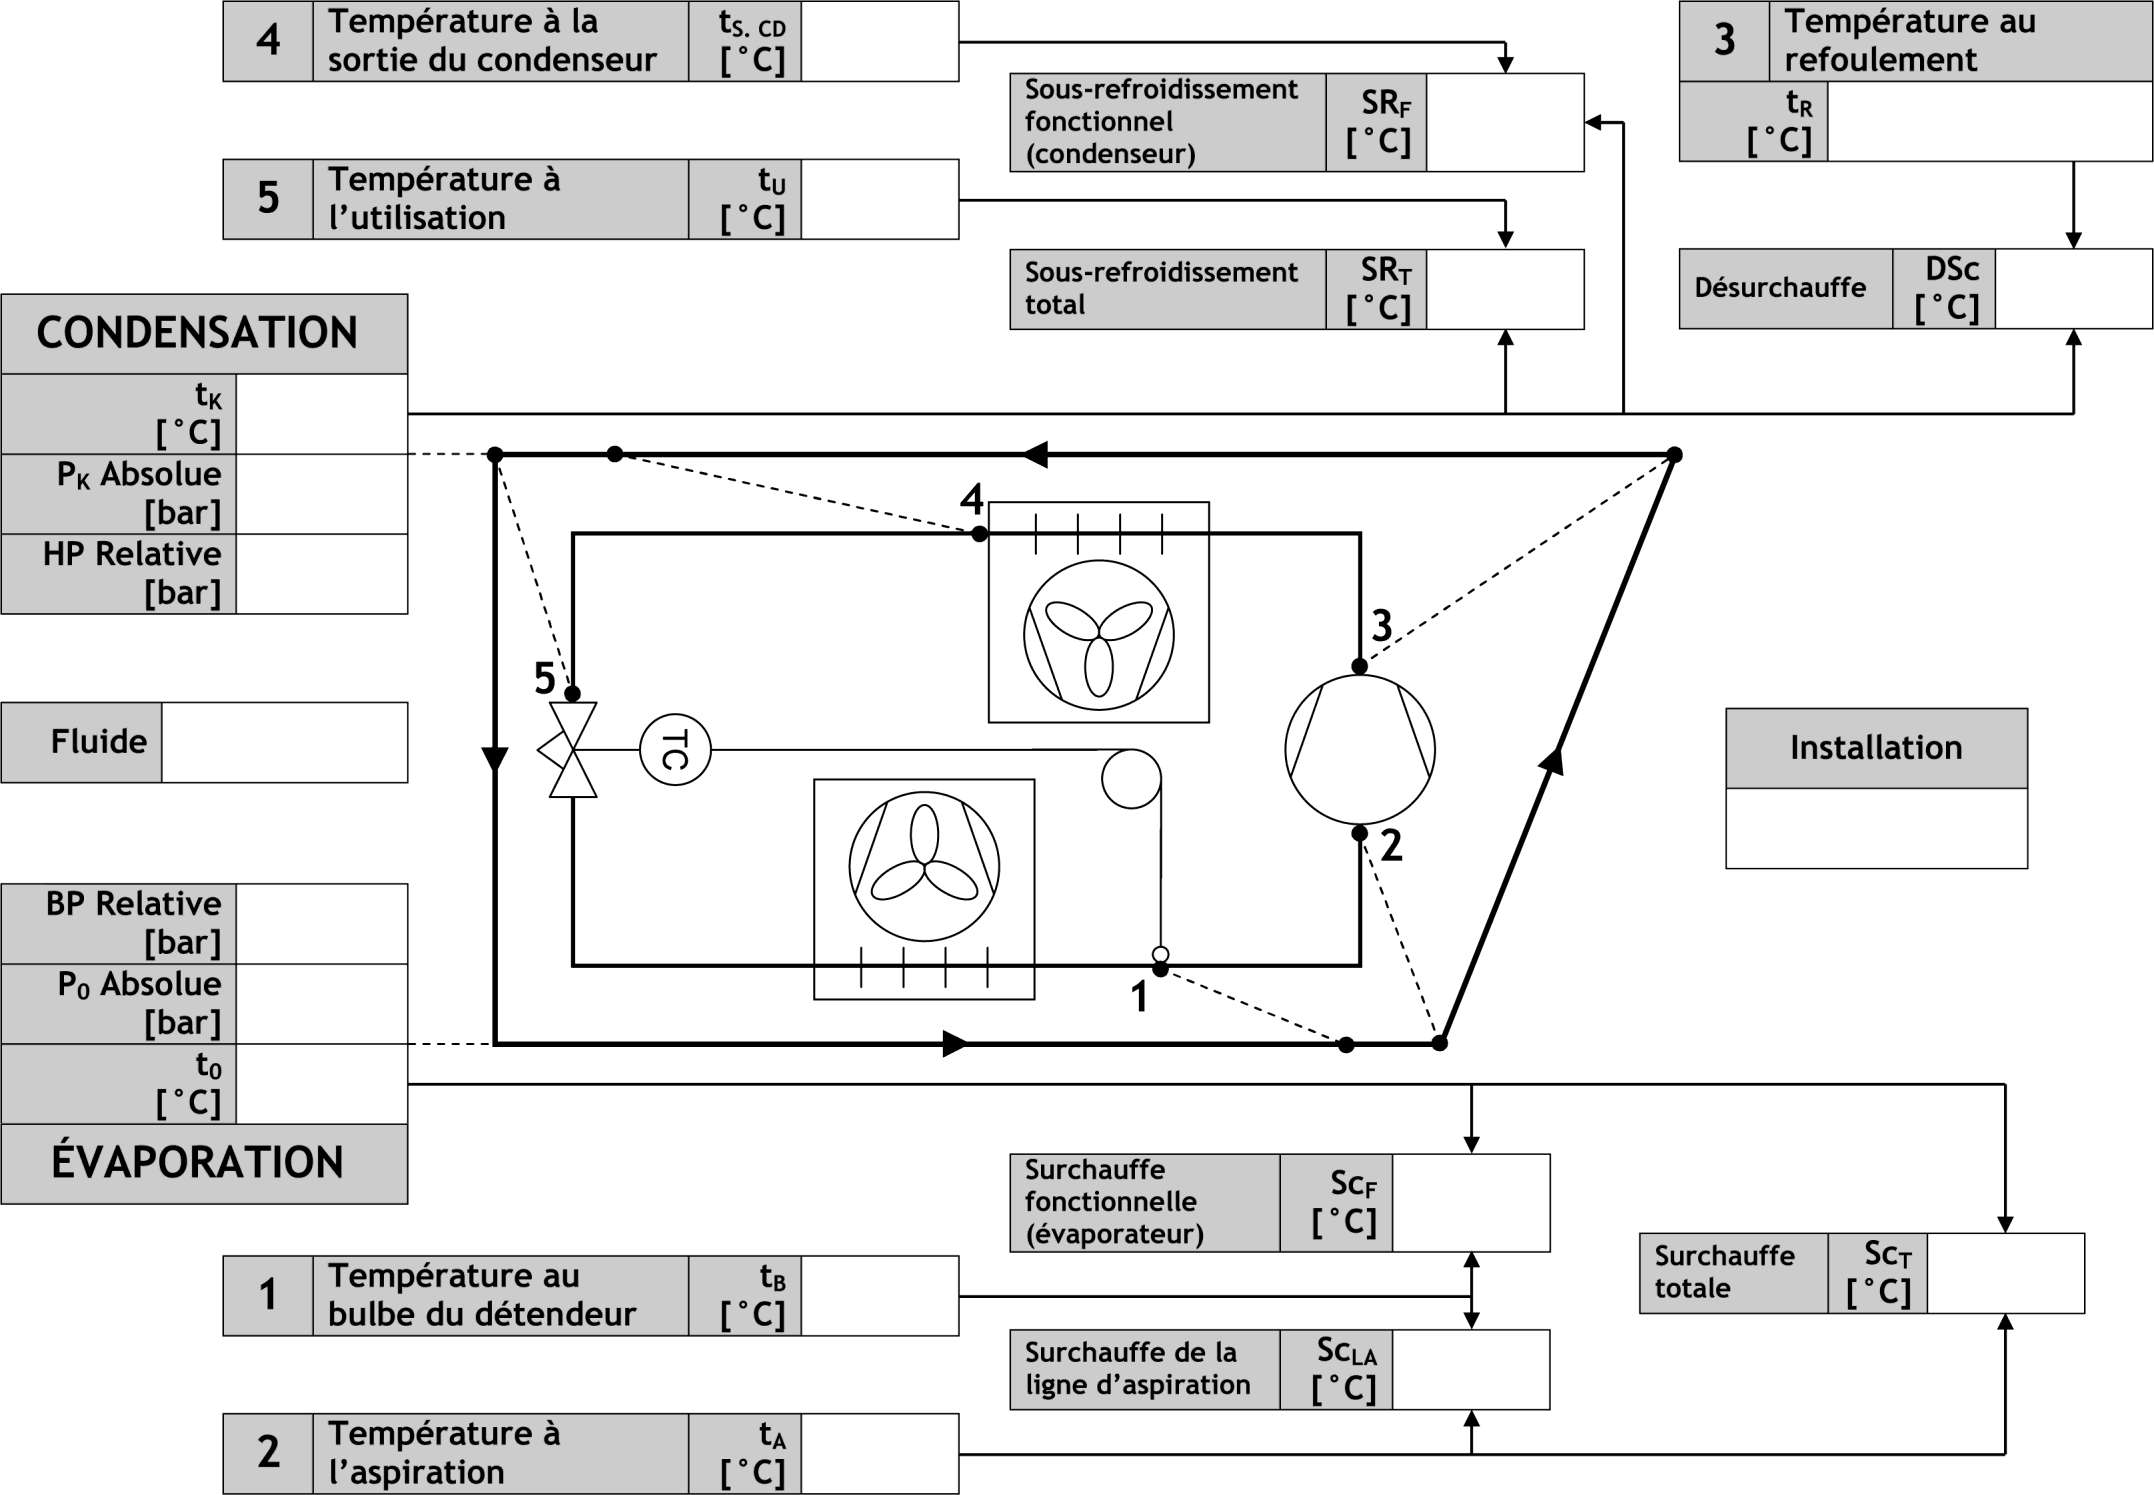 4
Température à la
sortie du condenseur
tS. CD
[°C]
3
Température au
refoulement
tR
[°C]
Sous-refroidissement
fonctionnel
(condenseur)
SRF
[°C]
5
Température à
l’utilisation
tU
[°C]
Sous-refroidissement
total
SRT
[°C]
Désurchauffe
DSc
[°C]
CONDENSATION
tK
[°C]
PK Absolue
[bar]
HP Relative
[bar]
4
3
5
TC
2
1
Fluide
Installation
BP Relative
[bar]
P0 Absolue
[bar]
t0
[°C]
ÉVAPORATION
Surchauffe
fonctionnelle
(évaporateur)
ScF
[°C]
1
Température au
bulbe du détendeur
tB
[°C]
Surchauffe
totale
ScT
[°C]
Surchauffe de la
ligne d’aspiration
ScLA
[°C]
2
Température à
l’aspiration
tA
[°C]